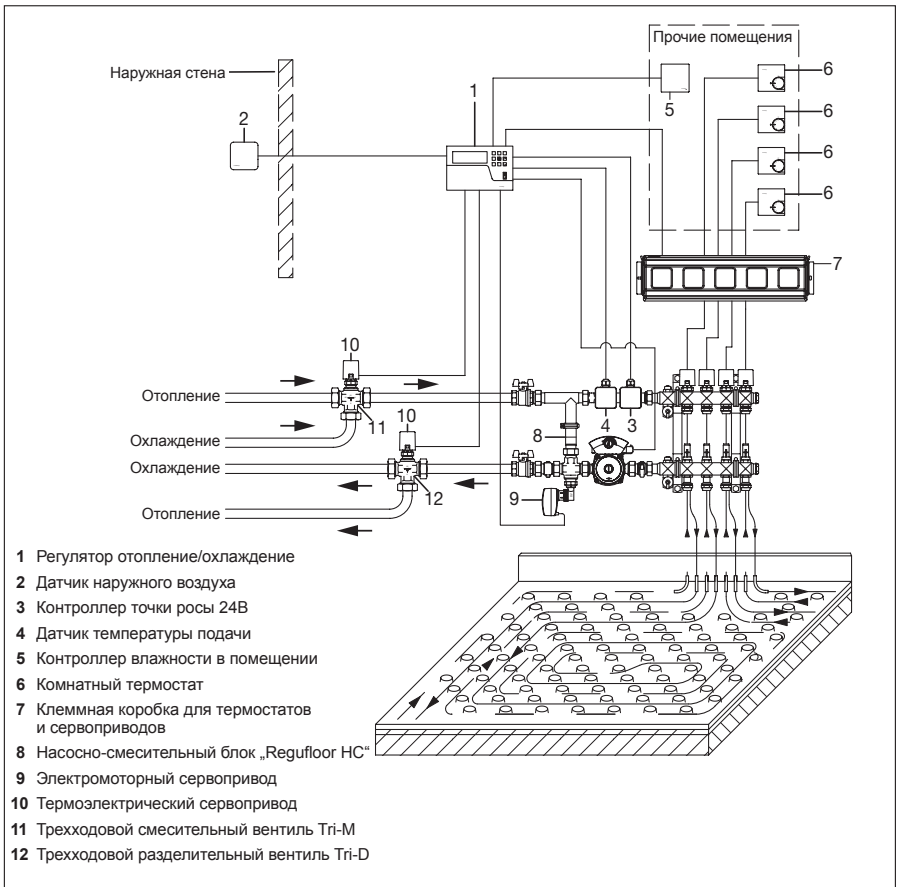 Прочие помещения
Наружная стена
6
5
1
6
2
6
6
7
10
Отопление
10
11
4
3
Охлаждение
8
Охлаждение
12
9
Отопление
1 Регулятор отопление/охлаждение
2 Датчик наружного воздуха
3 Контроллер точки росы 24В
4 Датчик температуры подачи
5 Контроллер влажности в помещении
6 Комнатный термостат
7 Клеммная коробка для термостатов
и сервоприводов
8 Насосно-смесительный блок „Regufloor HC“
9 Электромоторный сервопривод
10 Термоэлектрический сервопривод
11 Трехходовой смесительный вентиль Tri-M
12 Трехходовой разделительный вентиль Tri-D